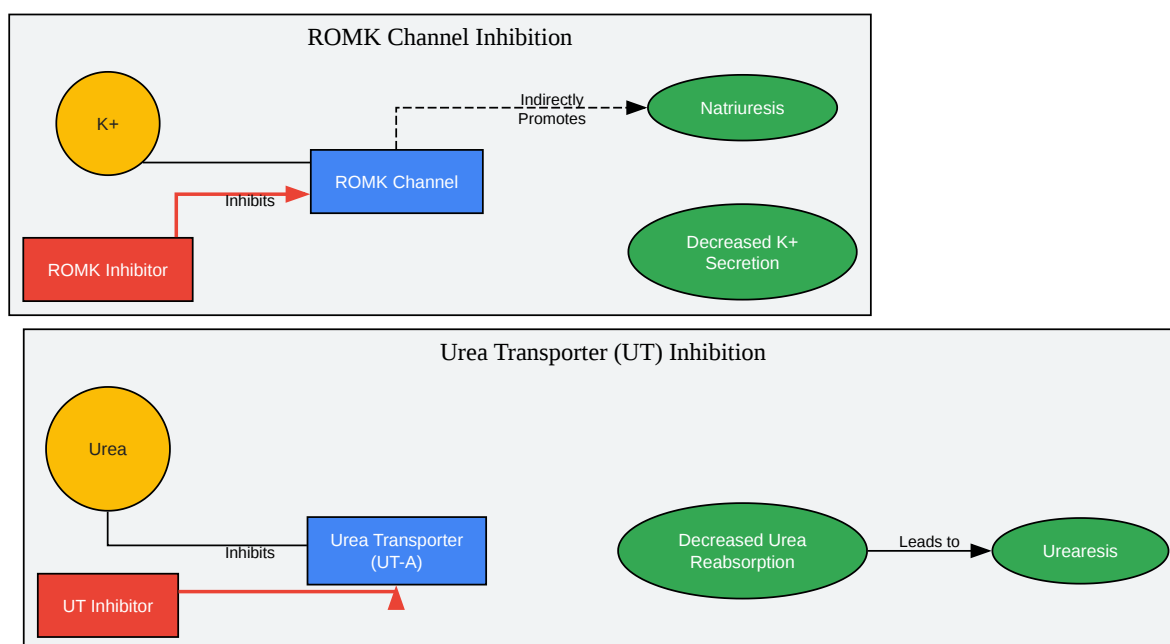 ROMK Channel Inhibition
K+
Indirectly
Promotes
Natriuresis
ROMK Channel
Inhibits
ROMK Inhibitor
Decreased K+
Secretion
Urea Transporter (UT) Inhibition
Urea
Inhibits
Urea Transporter
(UT-A)
Decreased Urea
Reabsorption
Leads to
Urearesis
UT Inhibitor